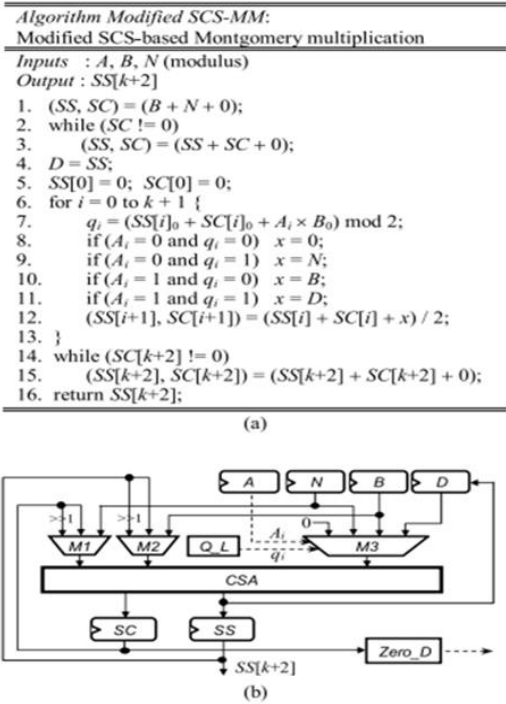 Algorithm Modified SCS-MM:
Modified SCS-based Montgomery multiplication
Inputs : A, B, N (modulus)
Output : SS[k+2]
1. (SS, SC) = (B + N + 0);
2. while (SC != 0)
3. (SS, SC) = (SS + SC + 0);
4. D = SS;
5. SS[0] = 0; SC[0] = 0;
6. for i = 0 to k + 1 {
7. qᵢ = (SS[i]₀ + SC[i]₀ + Aᵢ × B₀) mod 2;
8. if (Aᵢ = 0 and qᵢ = 0) x = 0;
9. if (Aᵢ = 0 and qᵢ = 1) x = N;
10. if (Aᵢ = 1 and qᵢ = 0) x = B;
11. if (Aᵢ = 1 and qᵢ = 1) x = D;
12. (SS[i+1], SC[i+1]) = (SS[i] + SC[i] + x) / 2;
13. }
14. while (SC[k+2] != 0)
15. (SS[k+2], SC[k+2]) = (SS[k+2] + SC[k+2] + 0);
16. return SS[k+2];
(a)
A N B D
>>1 >>1 0 Aᵢ
M1 M2 Q_L qᵢ M3
CSA
SC SS
Zero_D
SS[k+2]
(b)